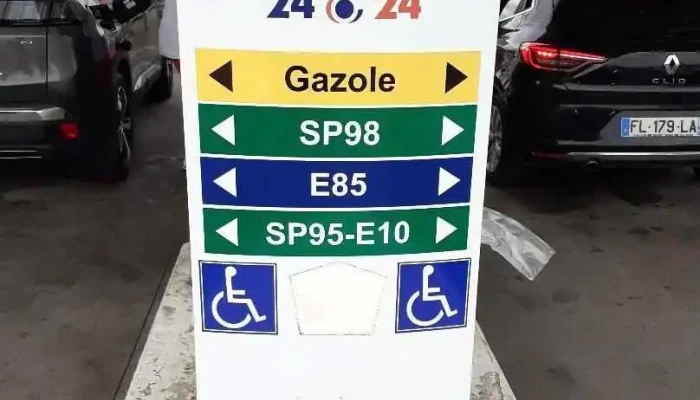 24 24
Gazole
SP98
E85
SP95-E10
CLIO
FL-179-LA